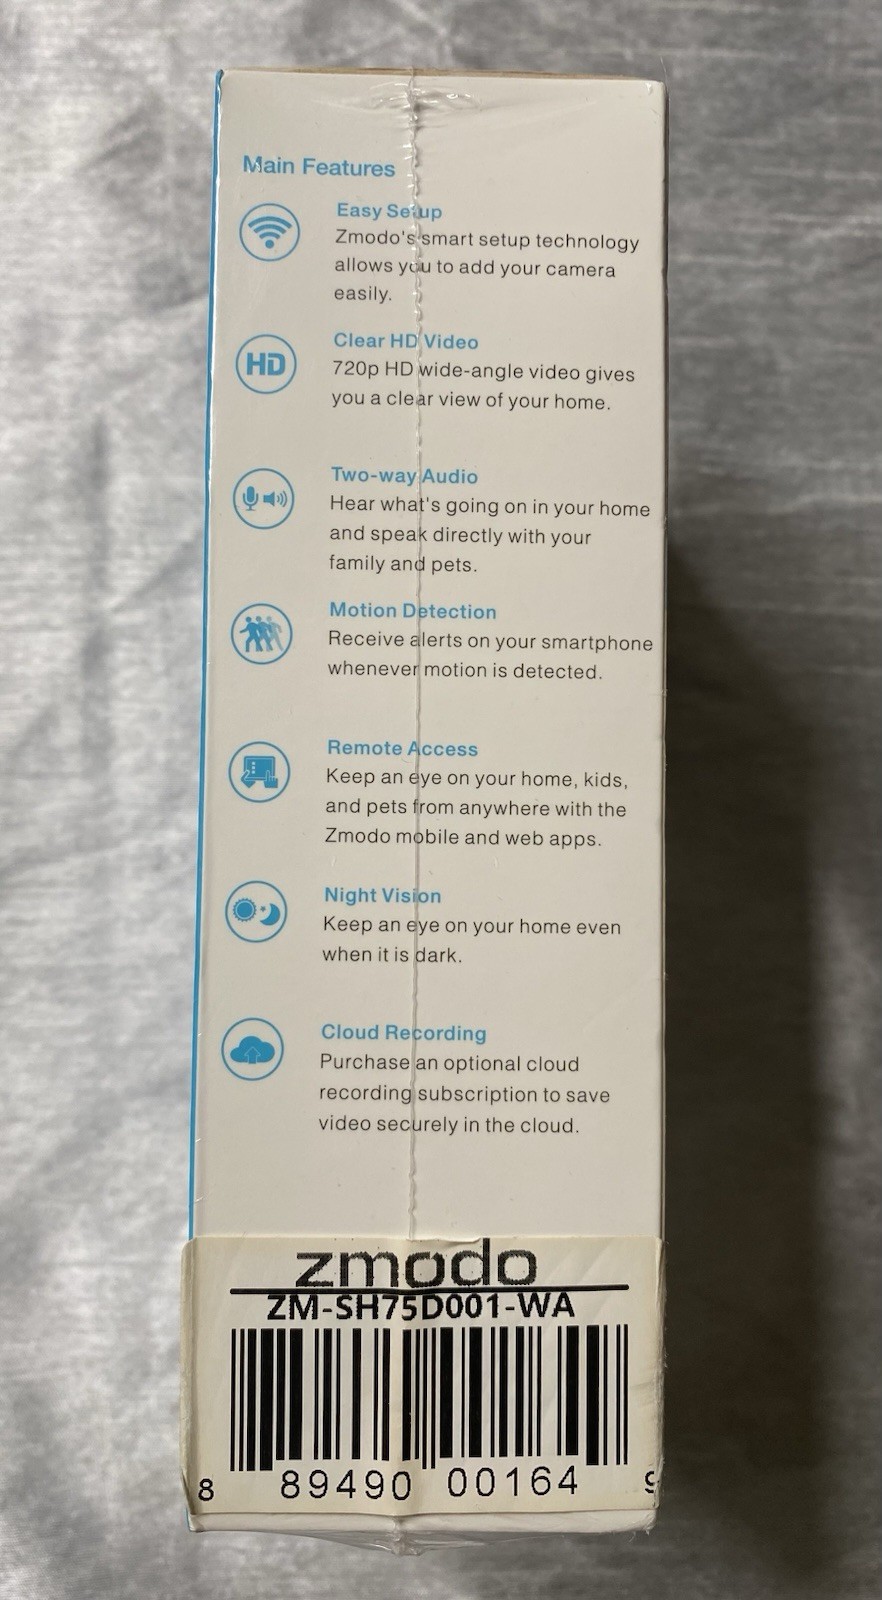 Main Features
Easy Setup
Zmodo's smart setup technology
allows you to add your camera
easily.
HD
Clear HD Video
720p HD wide-angle video gives
you a clear view of your home.
Two-way Audio
Hear what's going on in your home
and speak directly with your
family and pets.
Motion Detection
Receive alerts on your smartphone
whenever motion is detected.
Remote Access
Keep an eye on your home, kids,
and pets from anywhere with the
Zmodo mobile and web apps.
Night Vision
Keep an eye on your home even
when it is dark.
Cloud Recording
Purchase an optional cloud
recording subscription to save
video securely in the cloud.
zmodo
ZM-SH75D001-WA
8 89490 00164 9